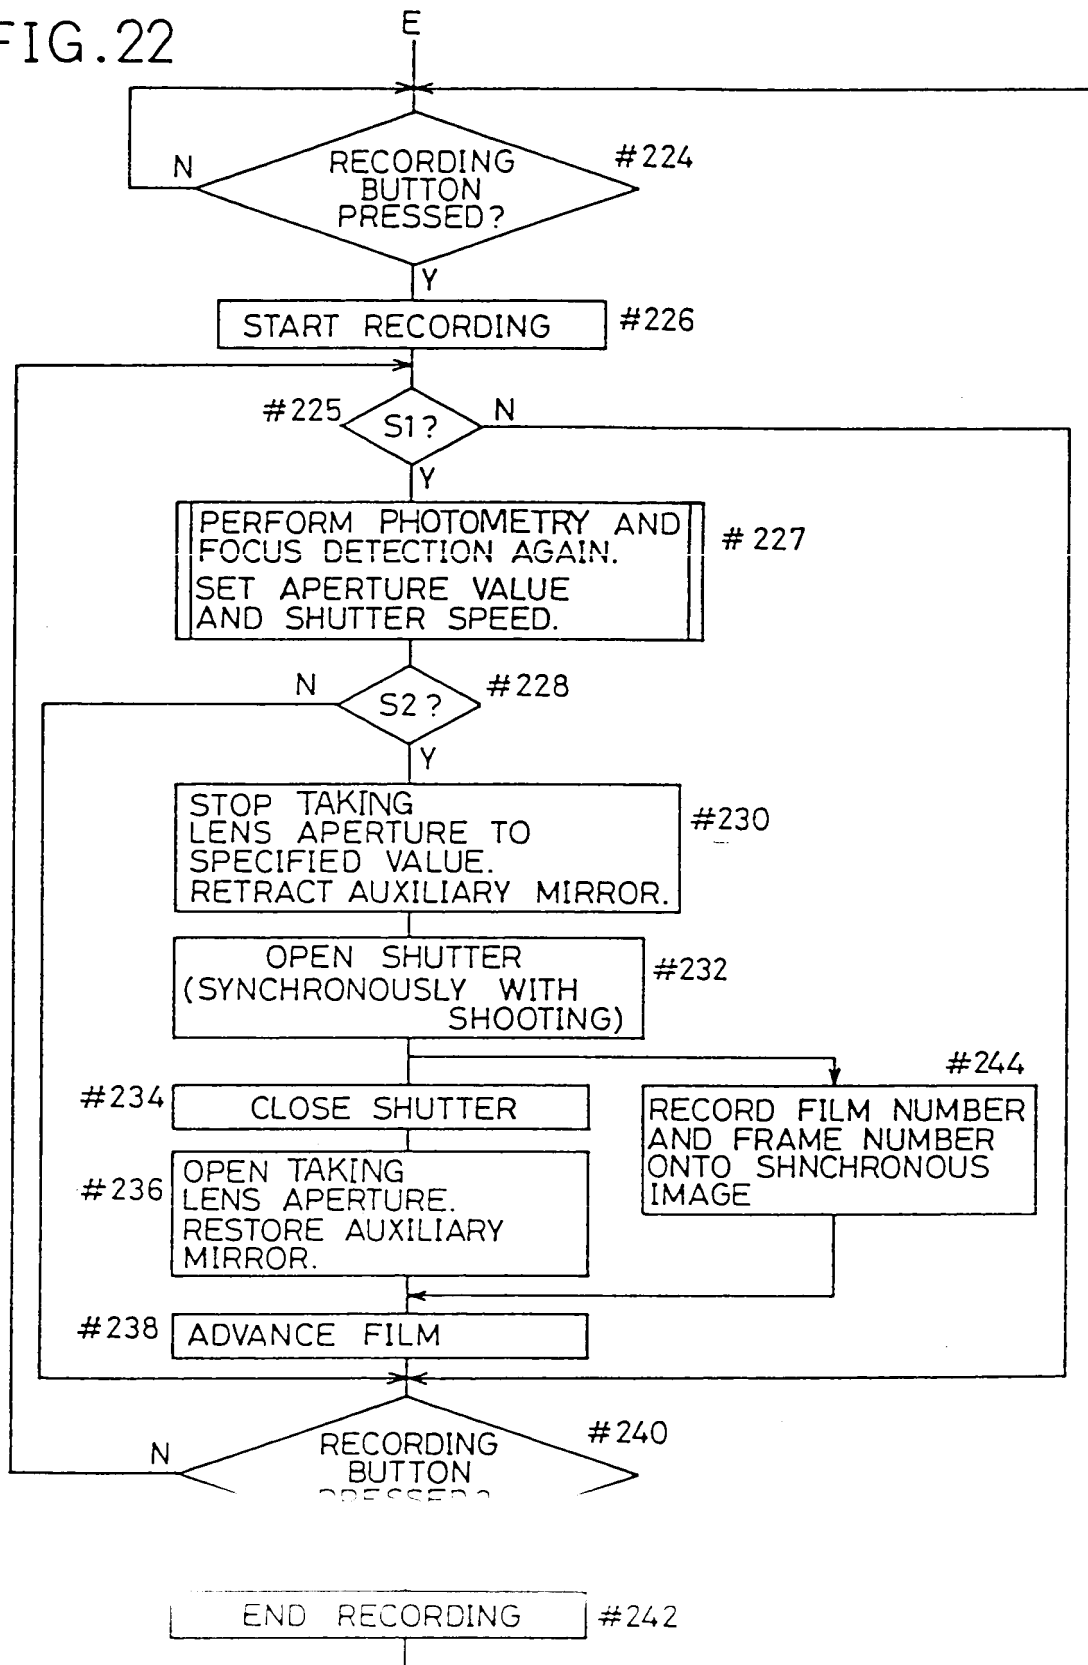 FIG.22
E
RECORDING
BUTTON
PRESSED?
N
#224
Y
START RECORDING
#226
#225
S1?
N
Y
PERFORM PHOTOMETRY AND
FOCUS DETECTION AGAIN.
SET APERTURE VALUE
AND SHUTTER SPEED.
#227
N
S2?
#228
Y
STOP TAKING
LENS APERTURE TO
SPECIFIED VALUE.
RETRACT AUXILIARY MIRROR.
#230
OPEN SHUTTER
(SYNCHRONOUSLY WITH
SHOOTING)
#232
#234
CLOSE SHUTTER
#244
RECORD FILM NUMBER
AND FRAME NUMBER
ONTO SHNCHRONOUS
IMAGE
#236
OPEN TAKING
LENS APERTURE.
RESTORE AUXILIARY
MIRROR.
#238
ADVANCE FILM
N
RECORDING
BUTTON
#240
END RECORDING
#242